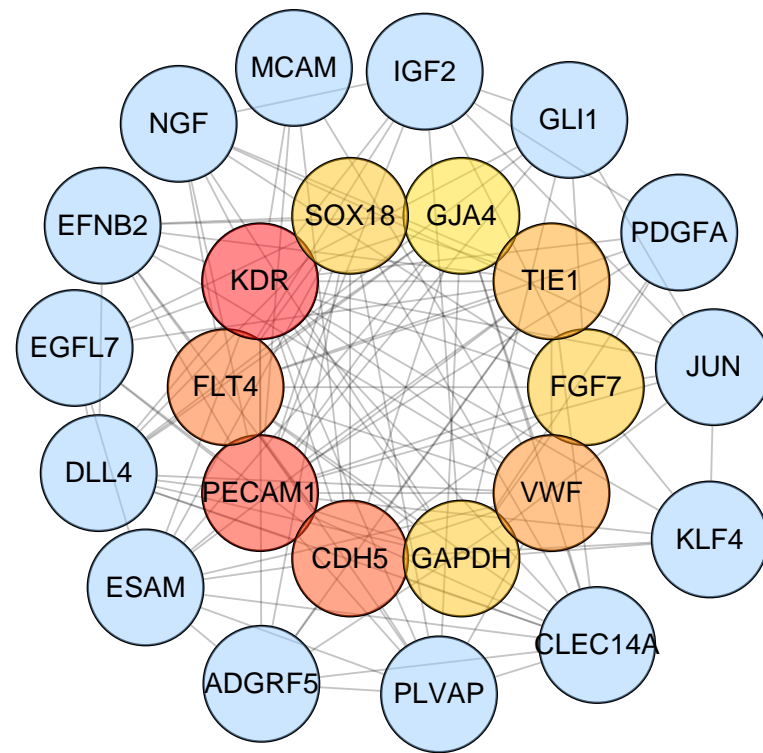 MCAM
IGF2
NGF
GLI1
SOX18
GJA4
EFNB2
PDGFA
KDR
TIE1
EGFL7
JUN
FLT4
FGF7
DLL4
PECAM1
VWF
KLF4
CDH5
GAPDH
ESAM
CLEC14A
ADGRF5
PLVAP